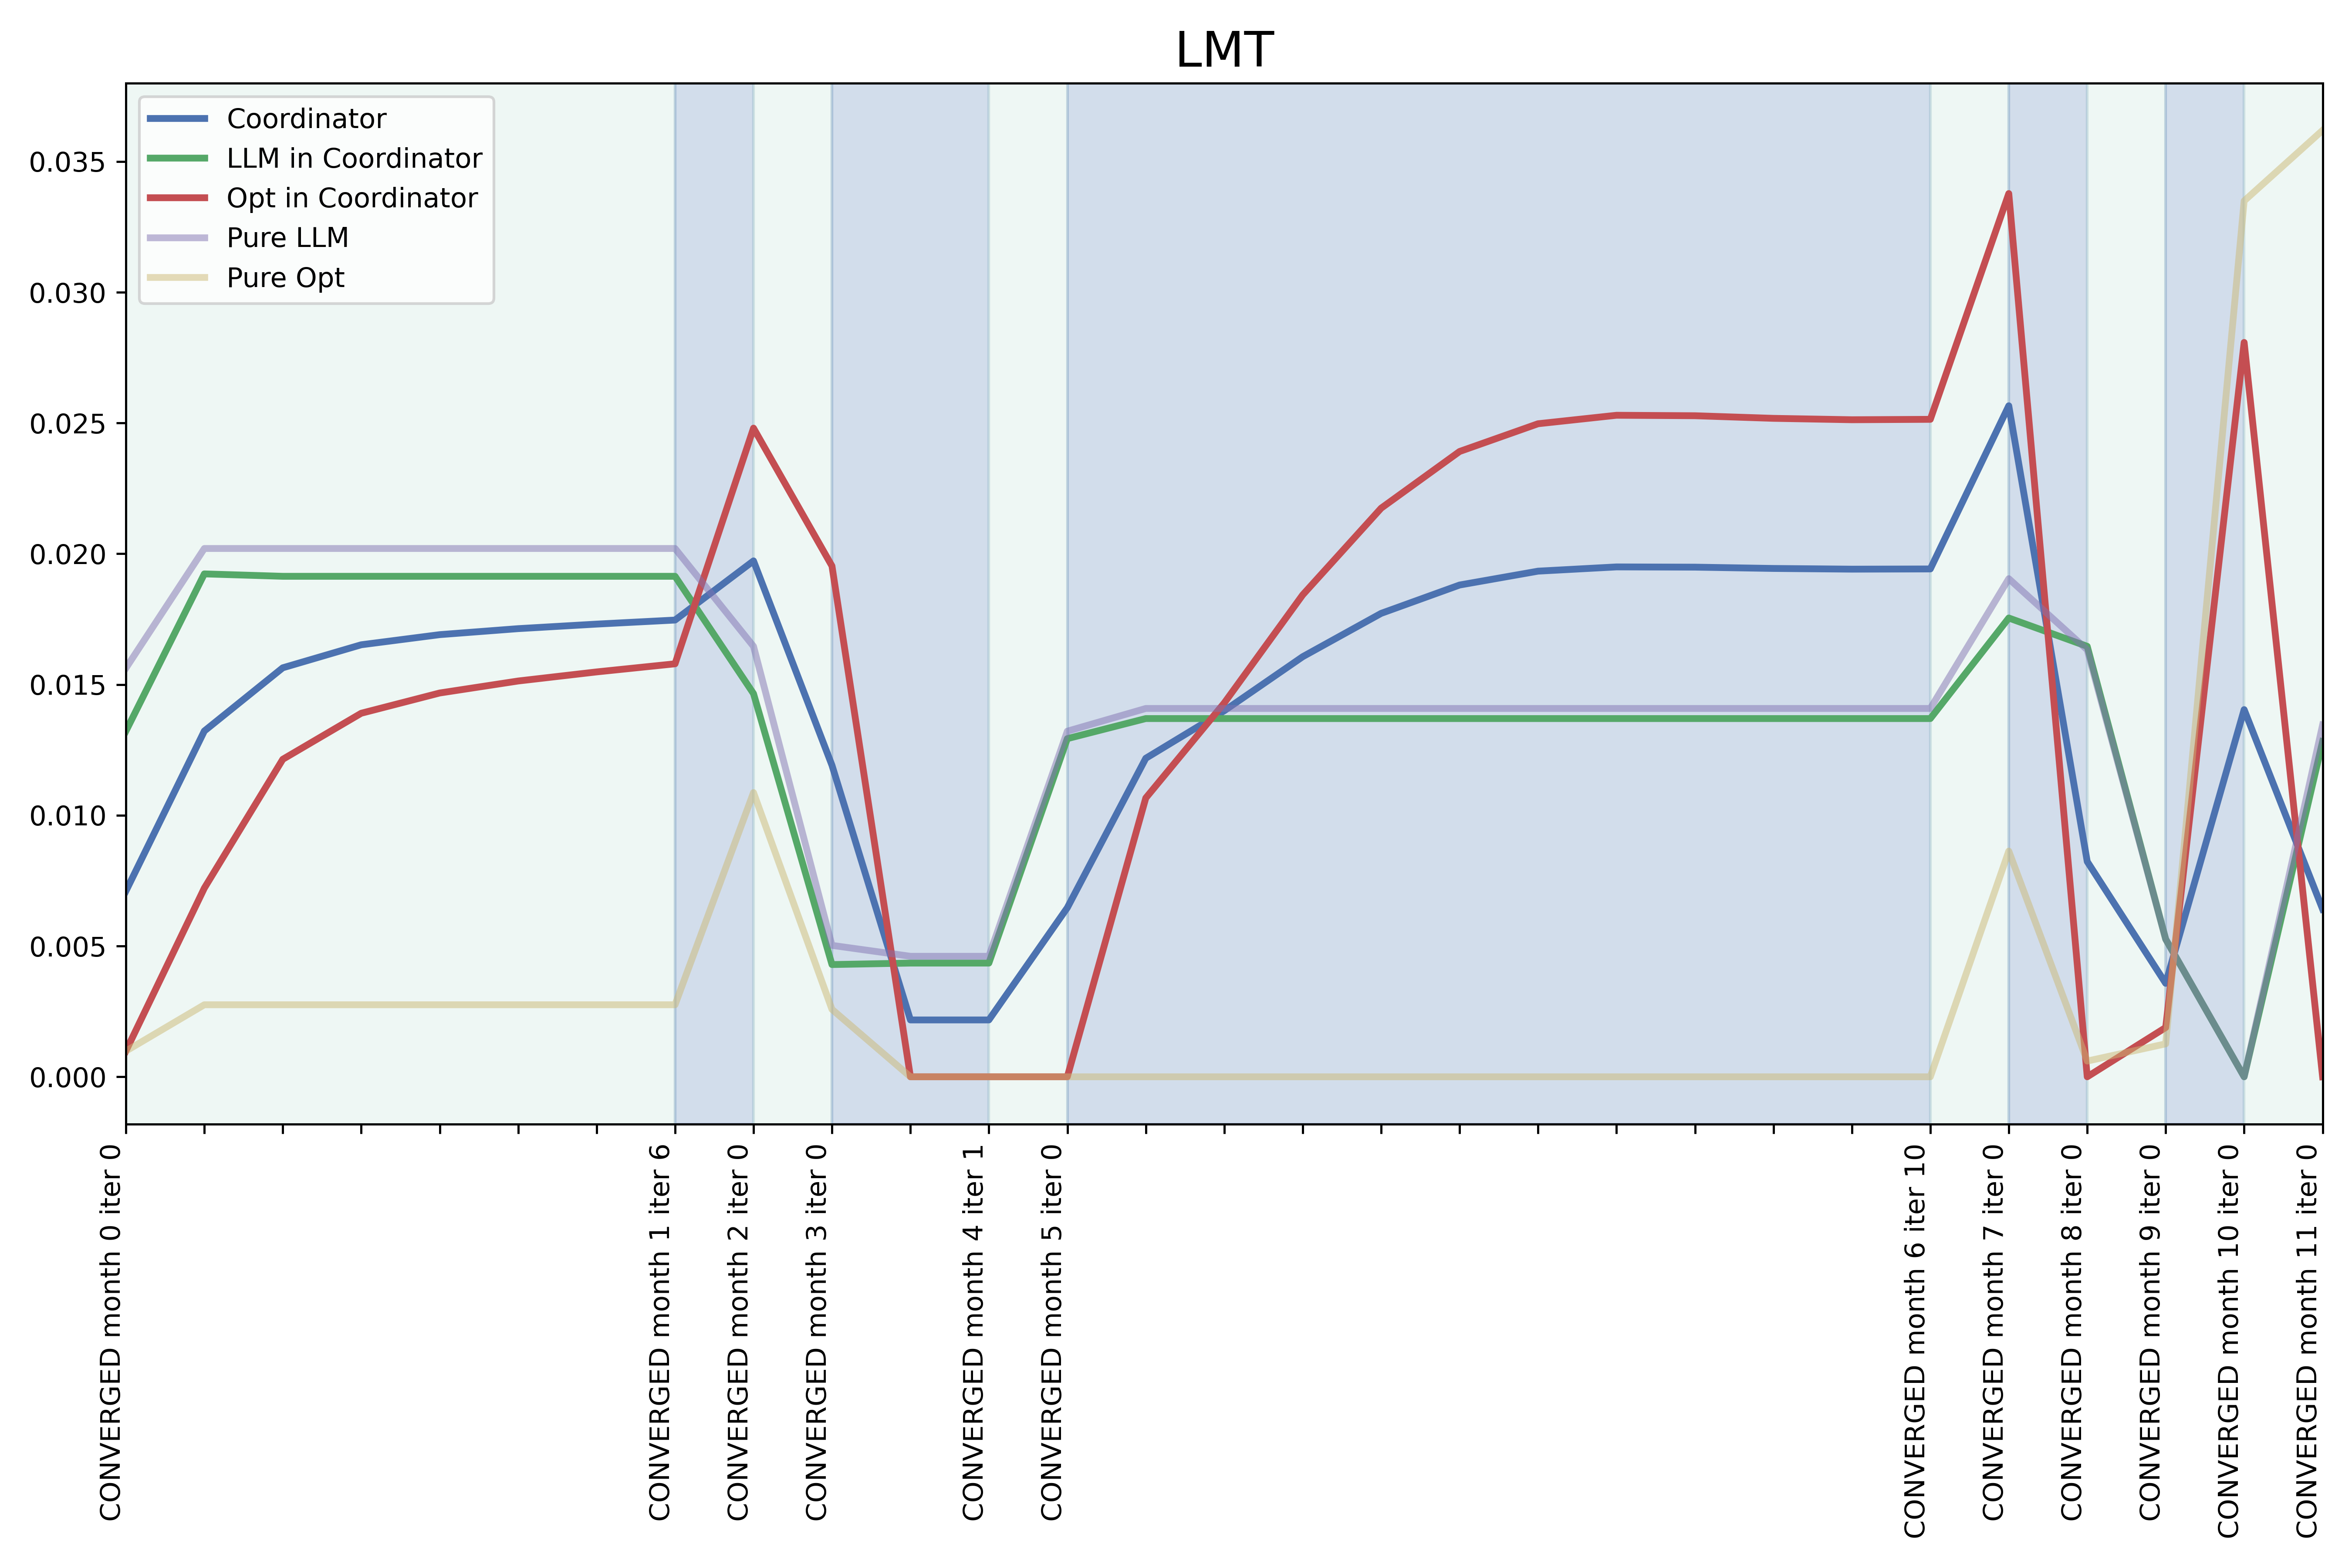 LMT
Coordinator
LLM in Coordinator
Opt in Coordinator
Pure LLM
Pure Opt
0.035
0.030
0.025
0.020
0.015
0.010
0.005
0.000
CONVERGED month 0 iter 0
CONVERGED month 1 iter 6
CONVERGED month 2 iter 0
CONVERGED month 3 iter 0
CONVERGED month 4 iter 1
CONVERGED month 5 iter 0
CONVERGED month 6 iter 10
CONVERGED month 7 iter 0
CONVERGED month 8 iter 0
CONVERGED month 9 iter 0
CONVERGED month 10 iter 0
CONVERGED month 11 iter 0